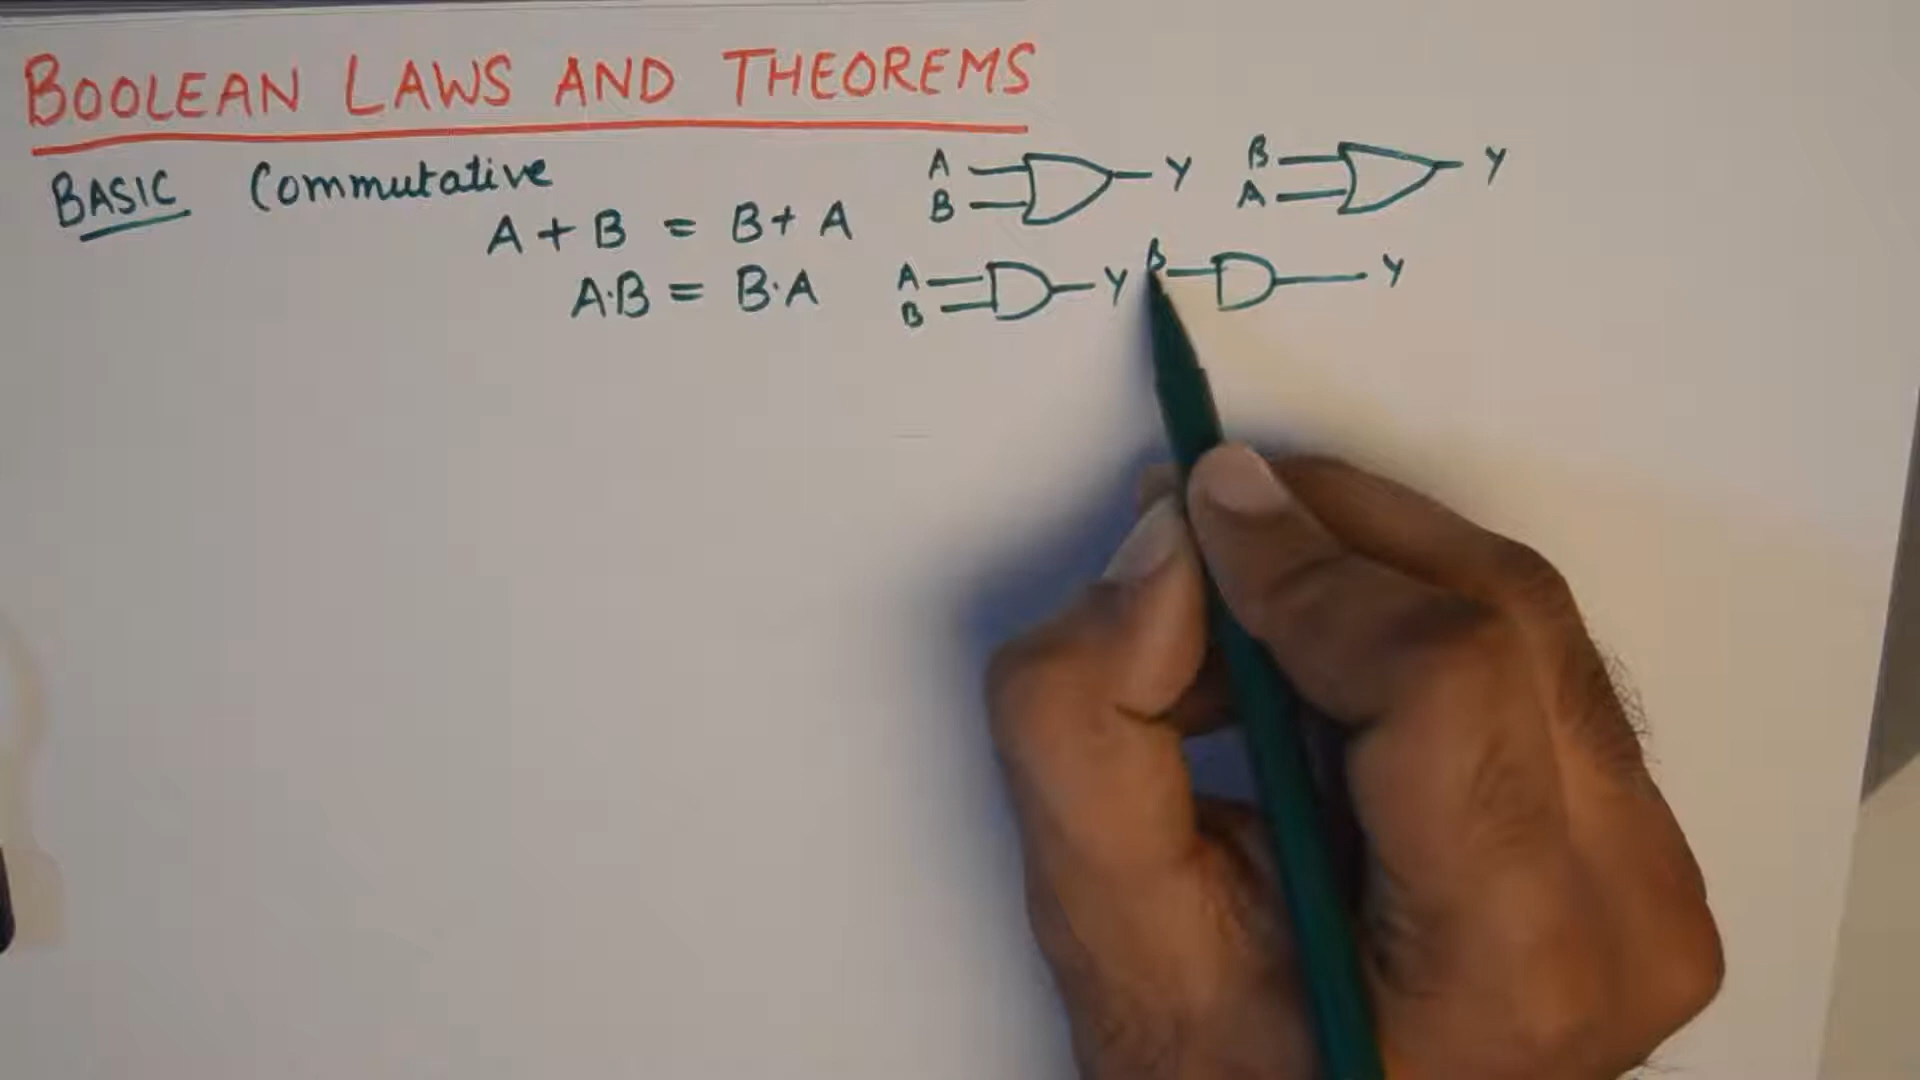 BOOLEAN LAWS AND THEOREMS
BASIC Commutative
A + B = B + A
A·B = B·A
A
B
Y
B
A
Y
A
B
Y
B
Y